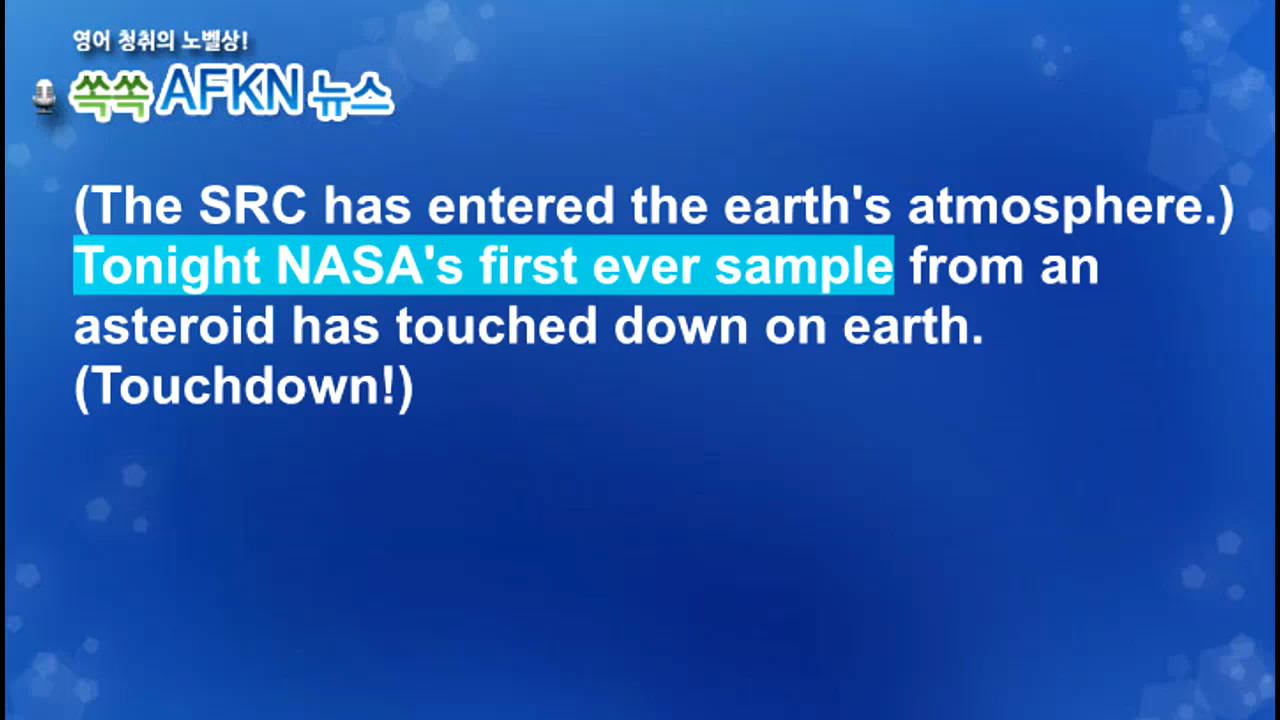 영어 청취의 노벨상!
쏙쏙 AFKN 뉴스
(The SRC has entered the earth's atmosphere.)
Tonight NASA's first ever sample from an
asteroid has touched down on earth.
(Touchdown!)